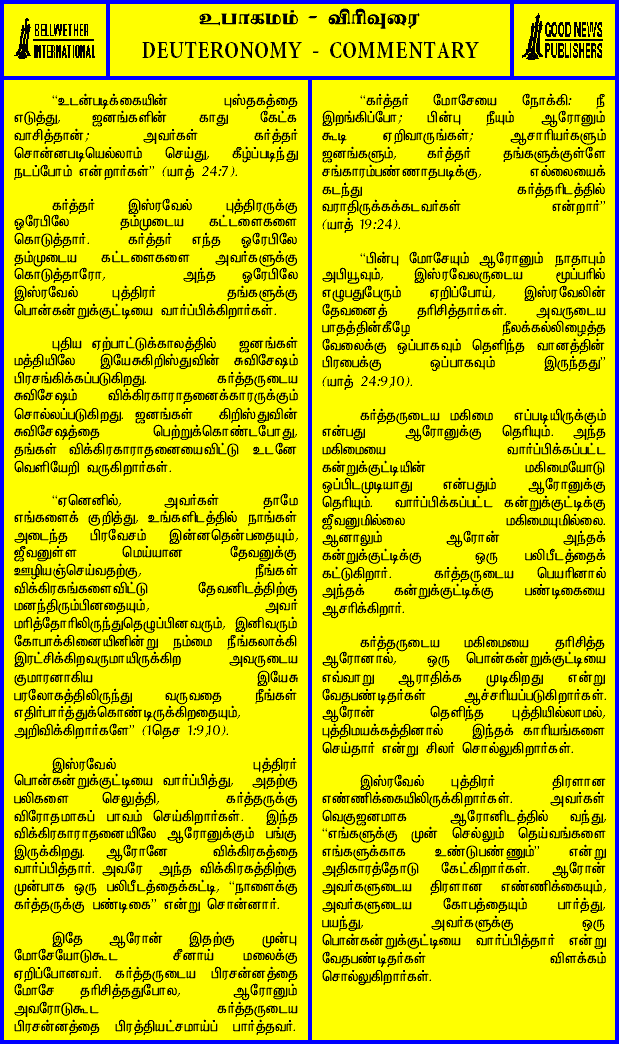 BELLWETHER
INTERNATIONAL
உபாகமம் - விரிவுரை
DEUTERONOMY - COMMENTARY
GOOD NEWS
PUBLISHERS
“உடன்படிக்கையின் புஸ்தகத்தை
எடுத்து, ஜனங்களின் காது கேட்க
வாசித்தான்; அவர்கள் கர்த்தர்
சொன்னபடியெல்லாம் செய்து, கீழ்ப்படிந்து
நடப்போம் என்றார்கள்” (யாத் 24:7).
கர்த்தர் இஸ்ரவேல் புத்திரருக்கு
ஓரேபிலே தம்முடைய கட்டளைகளை
கொடுத்தார். கர்த்தர் எந்த ஓரேபிலே
தம்முடைய கட்டளைகளை அவர்களுக்கு
கொடுத்தாரோ, அந்த ஓரேபிலே
இஸ்ரவேல் புத்திரர் தங்களுக்கு
பொன்கன்றுக்குட்டியை வார்ப்பிக்கிறார்கள்.
புதிய ஏற்பாட்டுக்காலத்தில் ஜனங்கள்
மத்தியிலே இயேசுகிறிஸ்துவின் சுவிசேஷம்
பிரசங்கிக்கப்படுகிறது. கர்த்தருடைய
சுவிசேஷம் விக்கிரகாராதனைக்காரருக்கும்
சொல்லப்படுகிறது. ஜனங்கள் கிறிஸ்துவின்
சுவிசேஷத்தை பெற்றுக்கொண்டபோது,
தங்கள் விக்கிரகாராதனையைவிட்டு உடனே
வெளியேறி வருகிறார்கள்.
“ஏனெனில், அவர்கள் தாமே
எங்களைக் குறித்து, உங்களிடத்தில் நாங்கள்
அடைந்த பிரவேசம் இன்னதென்பதையும்,
ஜீவனுள்ள மெய்யான தேவனுக்கு
ஊழியஞ்செய்வதற்கு, நீங்கள்
விக்கிரகங்களைவிட்டு தேவனிடத்திற்கு
மனந்திரும்பினதையும், அவர்
மரித்தோரிலிருந்தெழுப்பினவரும், இனிவரும்
கோபாக்கினையினின்று நம்மை நீங்கலாக்கி
இரட்சிக்கிறவருமாயிருக்கிற அவருடைய
குமாரனாகிய இயேசு
பரலோகத்திலிருந்து வருவதை நீங்கள்
எதிர்பார்த்துக்கொண்டிருக்கிறதையும்,
அறிவிக்கிறார்களே” (1தெச 1:9,10).
இஸ்ரவேல் புத்திரர்
பொன்கன்றுக்குட்டியை வார்ப்பித்து, அதற்கு
பலிகளை செலுத்தி, கர்த்தருக்கு
விரோதமாகப் பாவம் செய்கிறார்கள். இந்த
விக்கிரகாராதனையிலே ஆரோனுக்கும் பங்கு
இருக்கிறது. ஆரோனே விக்கிரகத்தை
வார்ப்பித்தார். அவரே அந்த விக்கிரகத்திற்கு
முன்பாக ஒரு பலிபீடத்தைக்கட்டி, “நாளைக்கு
கர்த்தருக்கு பண்டிகை” என்று சொன்னார்.
இதே ஆரோன் இதற்கு முன்பு
மோசேயோடுகூட சீனாய் மலைக்கு
ஏறிப்போனவர். கர்த்தருடைய பிரசன்னத்தை
மோசே தரிசித்ததுபோல, ஆரோனும்
அவரோடுகூட கர்த்தருடைய
பிரசன்னத்தை பிரத்தியட்சமாய்ப் பார்த்தவர்.
“கர்த்தர் மோசேயை நோக்கி: நீ
இறங்கிப்போ; பின்பு நீயும் ஆரோனும்
கூடி ஏறிவாருங்கள்; ஆசாரியர்களும்
ஜனங்களும், கர்த்தர் தங்களுக்குள்ளே
சங்காரம்பண்ணாதபடிக்கு, எல்லையைக்
கடந்து கர்த்தரிடத்தில்
வராதிருக்கக்கடவர்கள் என்றார்”
(யாத் 19:24).
“பின்பு மோசேயும் ஆரோனும் நாதாபும்
அபியூவும், இஸ்ரவேலருடைய மூப்பரில்
எழுபதுபேரும் ஏறிப்போய், இஸ்ரவேலின்
தேவனைத் தரிசித்தார்கள். அவருடைய
பாதத்தின்கீழே நீலக்கல்லிழைத்த
வேலைக்கு ஒப்பாகவும் தெளிந்த வானத்தின்
பிரபைக்கு ஒப்பாகவும் இருந்தது”
(யாத் 24:9,10).
கர்த்தருடைய மகிமை எப்படியிருக்கும்
என்பது ஆரோனுக்கு தெரியும். அந்த
மகிமையை வார்ப்பிக்கப்பட்ட
கன்றுக்குட்டியின் மகிமையோடு
ஒப்பிடமுடியாது என்பதும் ஆரோனுக்கு
தெரியும். வார்ப்பிக்கப்பட்ட கன்றுக்குட்டிக்கு
ஜீவனுமில்லை மகிமையுமில்லை.
ஆனாலும் ஆரோன் அந்தக்
கன்றுக்குட்டிக்கு ஒரு பலிபீடத்தைக்
கட்டுகிறார். கர்த்தருடைய பெயரினால்
அந்தக் கன்றுக்குட்டிக்கு பண்டிகையை
ஆசரிக்கிறார்.
கர்த்தருடைய மகிமையை தரிசித்த
ஆரோனால், ஒரு பொன்கன்றுக்குட்டியை
எவ்வாறு ஆராதிக்க முடிகிறது என்று
வேதபண்டிதர்கள் ஆச்சரியப்படுகிறார்கள்.
ஆரோன் தெளிந்த புத்தியில்லாமல்,
புத்திமயக்கத்தினால் இந்தக் காரியங்களை
செய்தார் என்று சிலர் சொல்லுகிறார்கள்.
இஸ்ரவேல் புத்திரர் திரளான
எண்ணிக்கையிலிருக்கிறார்கள். அவர்கள்
வெகுஜனமாக ஆரோனிடத்தில் வந்து,
“எங்களுக்கு முன் செல்லும் தெய்வங்களை
எங்களுக்காக உண்டுபண்ணும்” என்று
அதிகாரத்தோடு கேட்கிறார்கள். ஆரோன்
அவர்களுடைய திரளான எண்ணிக்கையும்,
அவர்களுடைய கோபத்தையும் பார்த்து,
பயந்து, அவர்களுக்கு ஒரு
பொன்கன்றுக்குட்டியை வார்ப்பித்தார் என்று
வேதபண்டிதர்கள் விளக்கம்
சொல்லுகிறார்கள்.